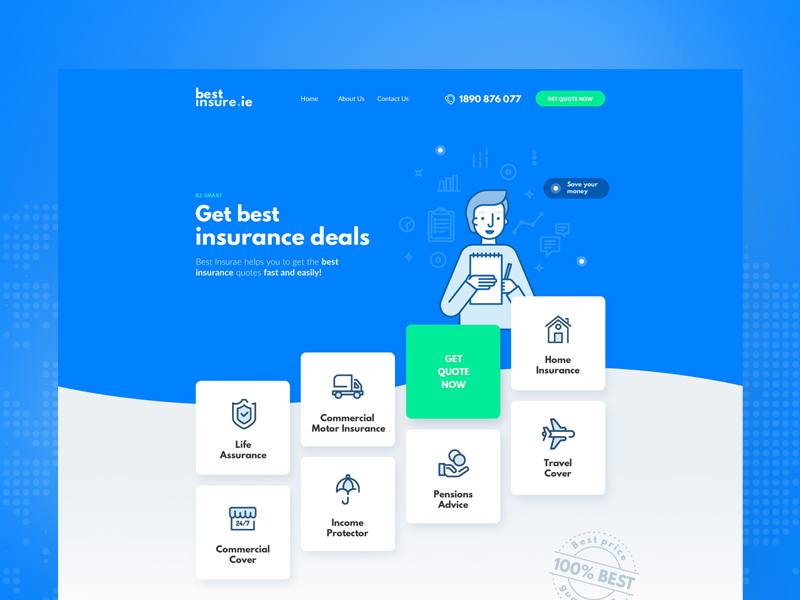 best
insure.ie
Home
About Us
Contact Us
1890 876 077
GET QUOTE NOW
Save your
money
BE SMART
Get best
insurance deals
Best Insurae helps you to get the best
insurance quotes fast and easily!
GET
QUOTE
NOW
Home
Insurance
Commercial
Motor Insurance
Life
Assurance
Travel
Cover
Pensions
Advice
Income
Protector
24/7
Commercial
Cover
Best price
100% BEST